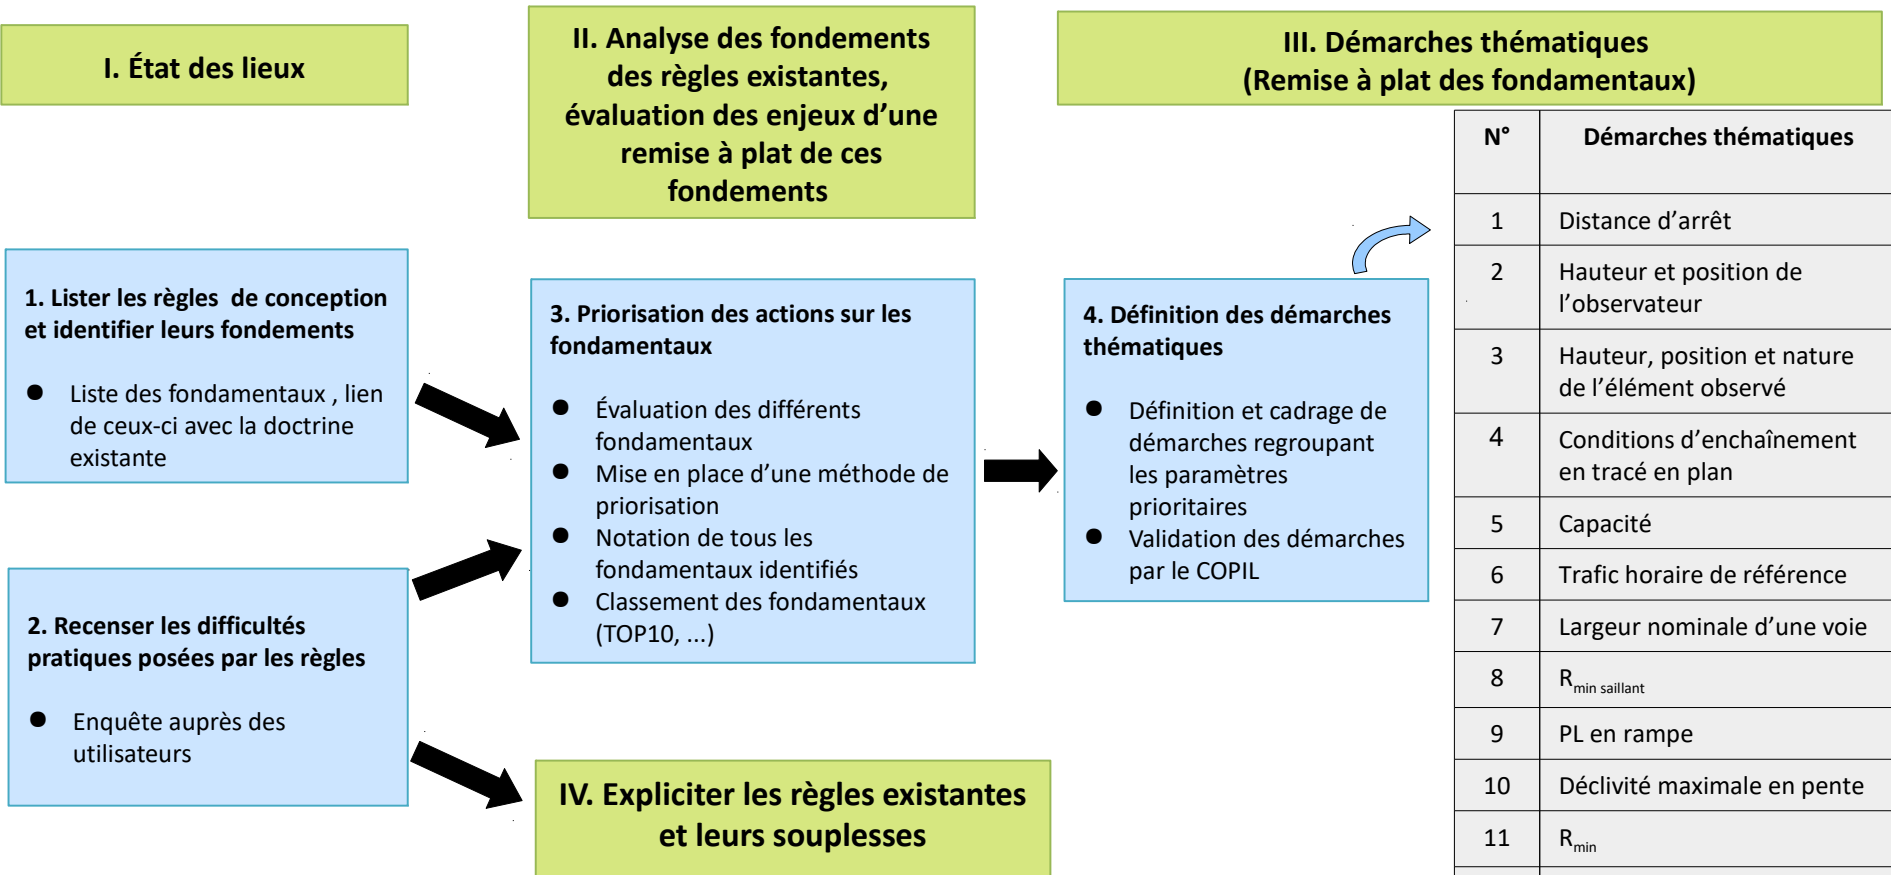 I. État des lieux
II. Analyse des fondements
des règles existantes,
évaluation des enjeux d’une
remise à plat de ces
fondements
III. Démarches thématiques
(Remise à plat des fondamentaux)
1. Lister les règles  de conception
et identifier leurs fondements
● Liste des fondamentaux , lien
de ceux-ci avec la doctrine
existante
2. Recenser les difficultés
pratiques posées par les règles
● Enquête auprès des
utilisateurs
3. Priorisation des actions sur les
fondamentaux
● Évaluation des différents
fondamentaux
● Mise en place d’une méthode de
priorisation
● Notation de tous les
fondamentaux identifiés
● Classement des fondamentaux
(TOP10, ...)
IV. Expliciter les règles existantes
et leurs souplesses
4. Définition des démarches
thématiques
● Définition et cadrage de
démarches regroupant
les paramètres
prioritaires
● Validation des démarches
par le COPIL
N° Démarches thématiques
1 Distance d’arrêt
2 Hauteur et position de
l’observateur
3 Hauteur, position et nature
de l’élément observé
4 Conditions d’enchaînement
en tracé en plan
5 Capacité
6 Trafic horaire de référence
7 Largeur nominale d’une voie
8 Rmin saillant
9 PL en rampe
10 Déclivité maximale en pente
11 Rmin